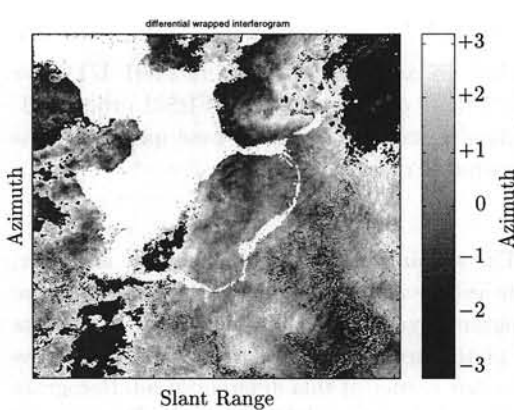 differential wrapped interferogram
Azimuth
Slant Range
+3
+2
+1
0
−1
−2
−3
Azimuth